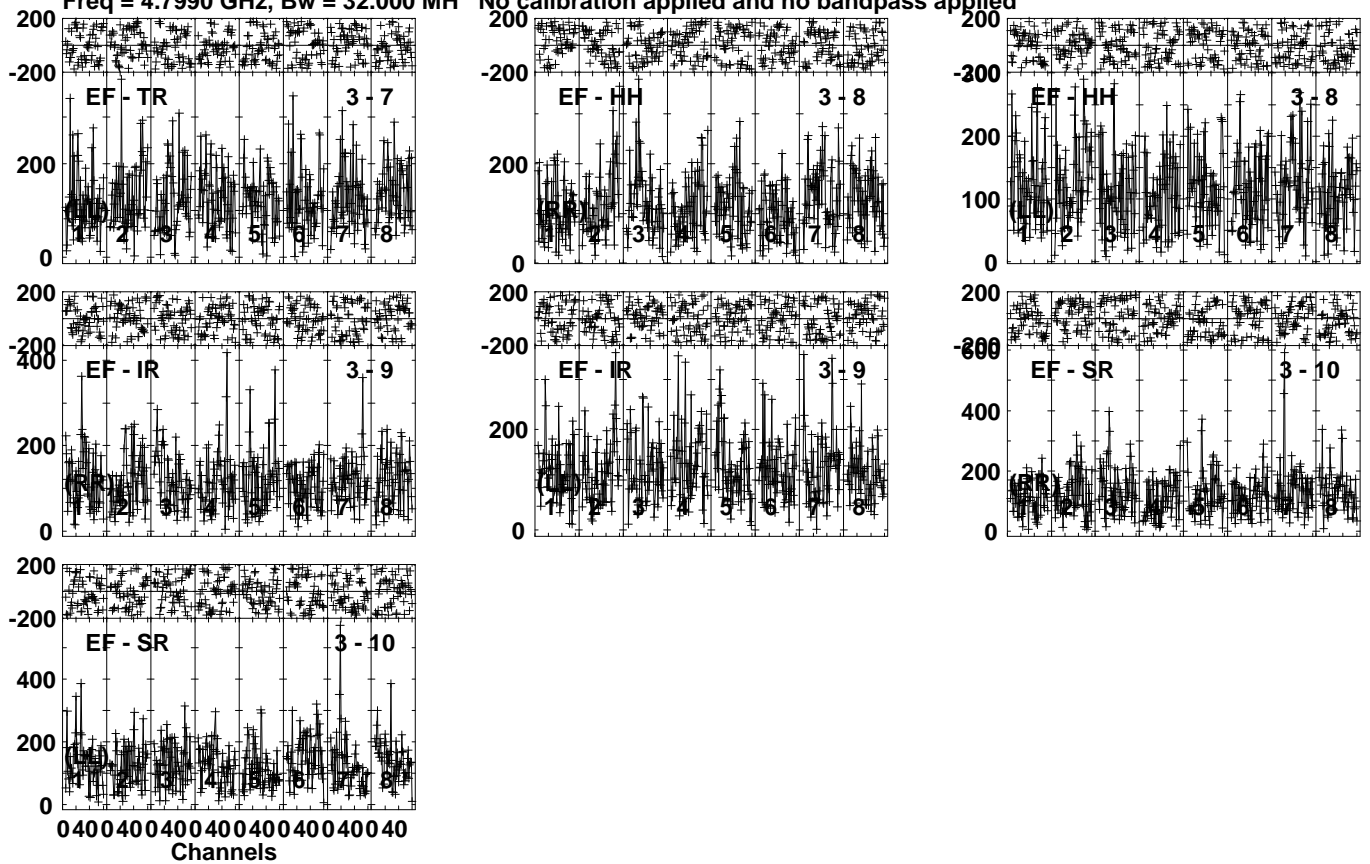 Freq = 4.7990 GHz, Bw = 32.000 MH No calibration applied and no bandpass applied
200 200 200
-200 -200 -200
300
EF - TR 3 - 7 EF - HH 3 - 8 EF - HH 3 - 8
200 200 200
100
(LL) (RR) (LL)
1 2 3 4 5 6 7 8 1 2 3 4 5 6 7 8 1 2 3 4 5 6 7 8
0 0 0
200 200 200
-200 -200 -200
400 600
EF - IR 3 - 9 EF - IR 3 - 9 EF - SR 3 - 10
400
200 200 200
(RR) (LL) (RR)
1 2 3 4 5 6 7 8 1 2 3 4 5 6 7 8 1 2 3 4 5 6 7 8
0 0 0
200
-200
EF - SR 3 - 10
400
200
(LL)
1 2 3 4 5 6 7 8
0
0 40 0 40 0 40 0 40 0 40 0 40 0 40 0 40
Channels